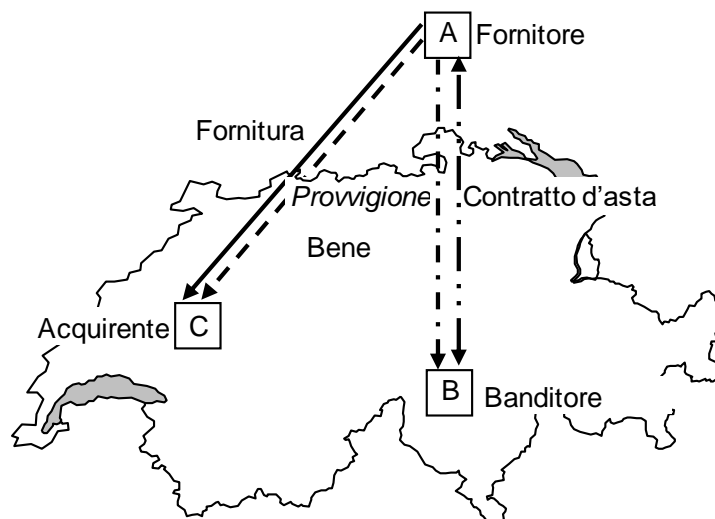 A Fornitore
Fornitura
Provvigione Contratto d’asta
Bene
Acquirente C
B Banditore